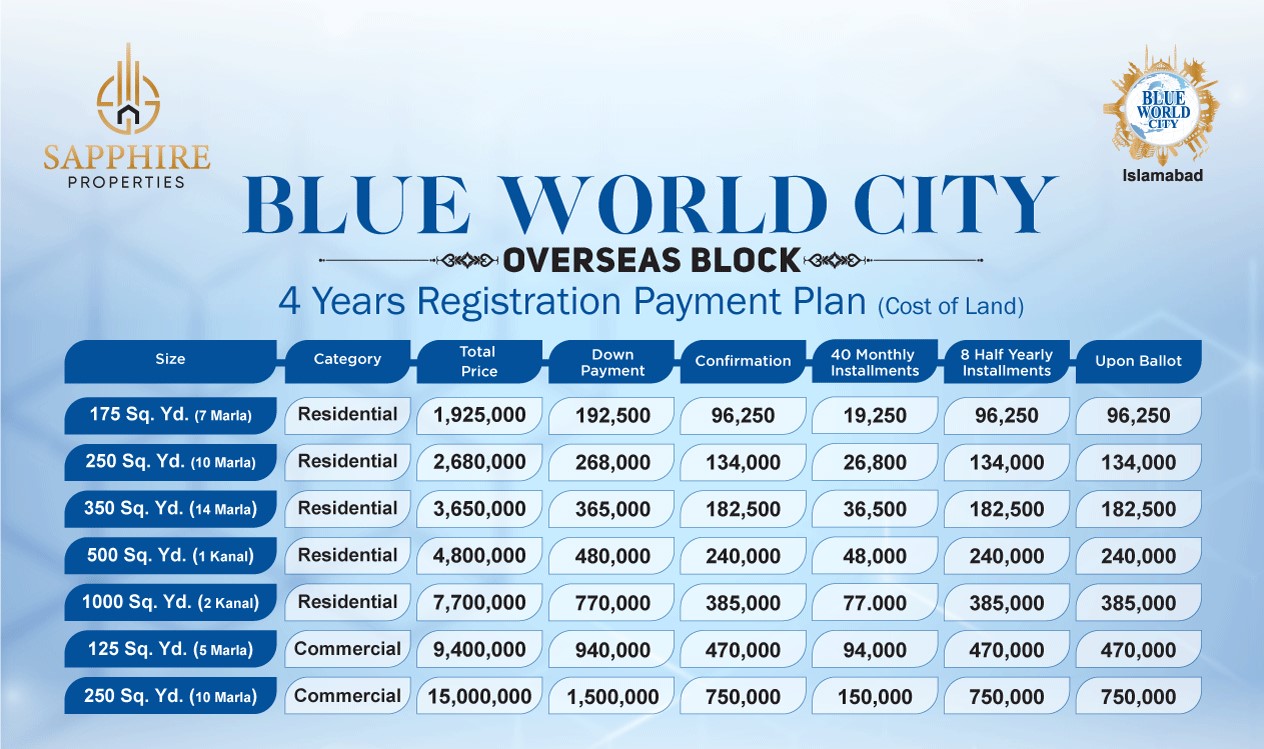 SAPPHIRE
PROPERTIES
BLUE
WORLD
CITY
Islamabad
BLUE WORLD CITY
OVERSEAS BLOCK
4 Years Registration Payment Plan (Cost of Land)
Size Category Total Price Down Payment Confirmation 40 Monthly Installments 8 Half Yearly Installments Upon Ballot
175 Sq. Yd. (7 Marla) Residential 1,925,000 192,500 96,250 19,250 96,250 96,250
250 Sq. Yd. (10 Marla) Residential 2,680,000 268,000 134,000 26,800 134,000 134,000
350 Sq. Yd. (14 Marla) Residential 3,650,000 365,000 182,500 36,500 182,500 182,500
500 Sq. Yd. (1 Kanal) Residential 4,800,000 480,000 240,000 48,000 240,000 240,000
1000 Sq. Yd. (2 Kanal) Residential 7,700,000 770,000 385,000 77.000 385,000 385,000
125 Sq. Yd. (5 Marla) Commercial 9,400,000 940,000 470,000 94,000 470,000 470,000
250 Sq. Yd. (10 Marla) Commercial 15,000,000 1,500,000 750,000 150,000 750,000 750,000